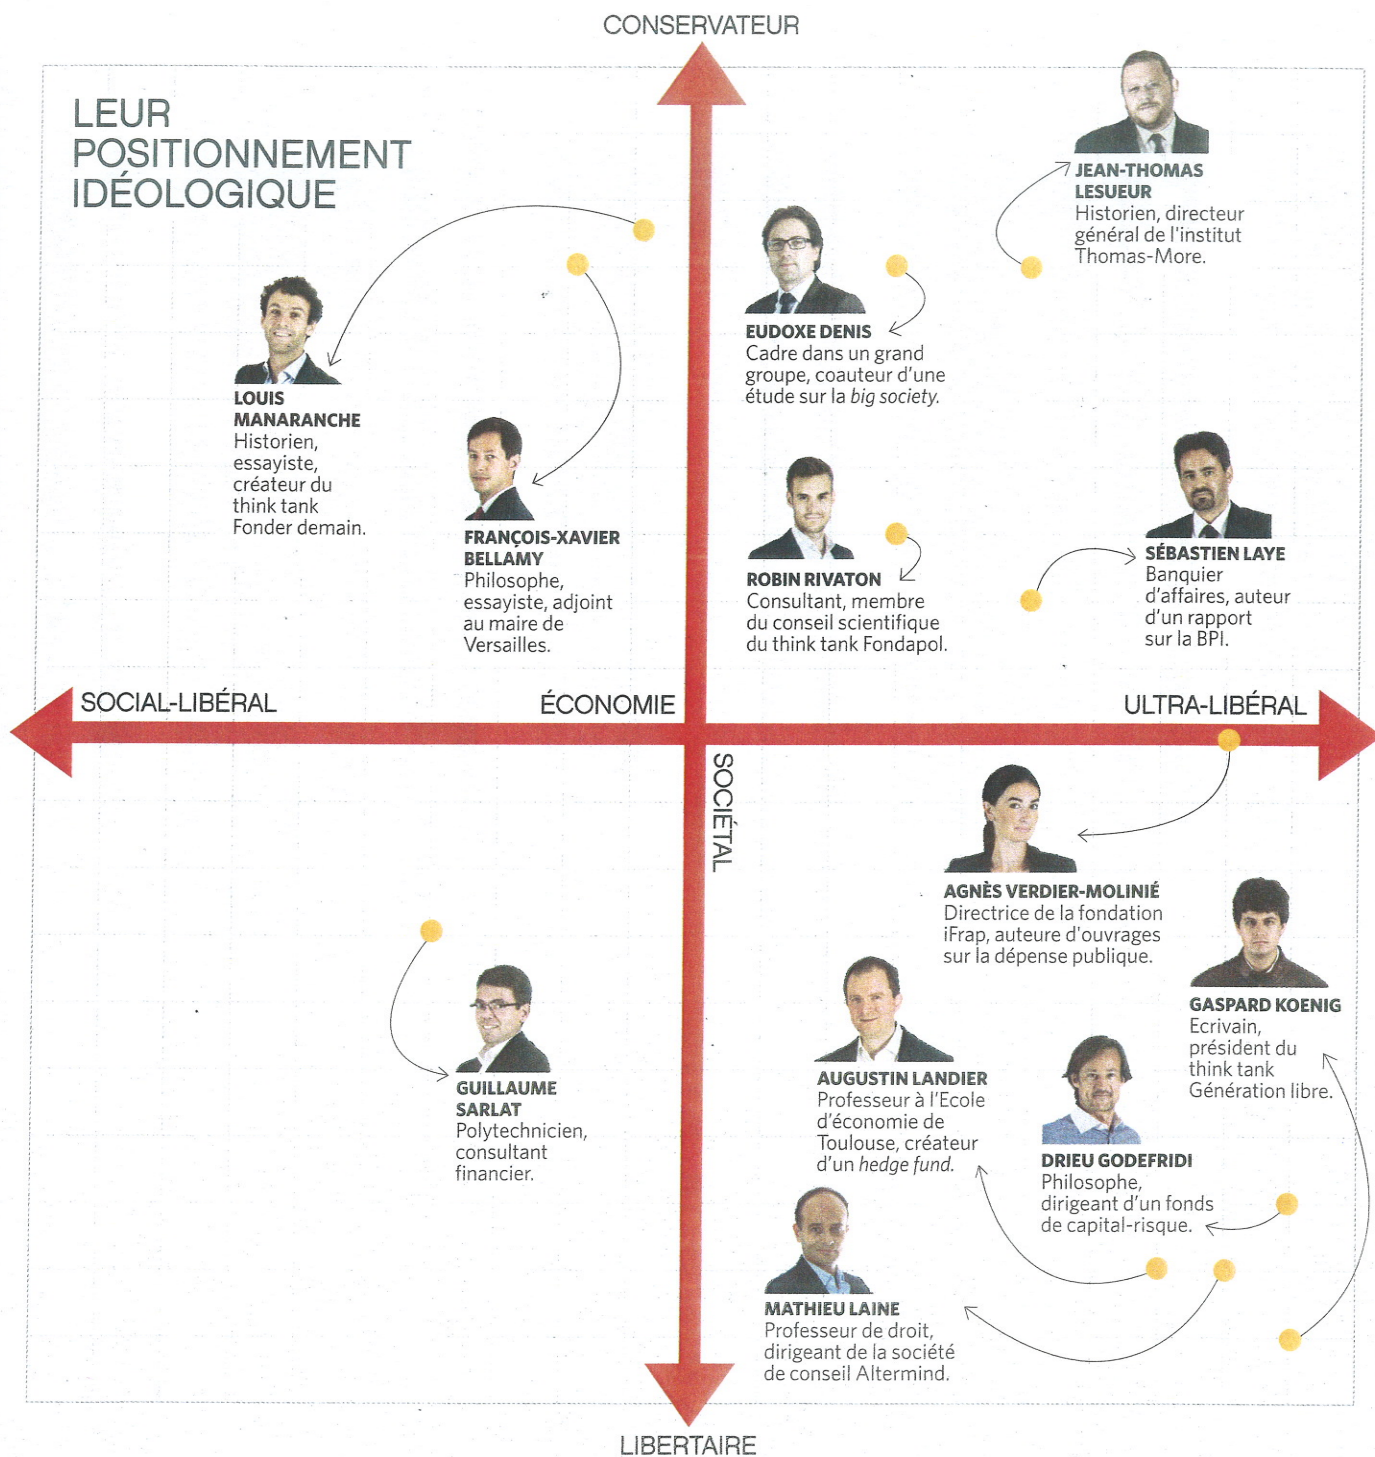 CONSERVATEUR
LEUR
POSITIONNEMENT
IDÉOLOGIQUE
JEAN-THOMAS
LESUEUR
Historien, directeur
général de l'institut
Thomas-More.
EUDOXE DENIS
Cadre dans un grand
groupe, coauteur d'une
étude sur la big society.
LOUIS
MANARANCHE
Historien,
essayiste,
créateur du
think tank
Fonder demain.
FRANÇOIS-XAVIER
BELLAMY
Philosophe,
essayiste, adjoint
au maire de
Versailles.
ROBIN RIVATON
Consultant, membre
du conseil scientifique
du think tank Fondapol.
SÉBASTIEN LAYE
Banquier
d'affaires, auteur
d'un rapport
sur la BPI.
SOCIAL-LIBÉRAL
ÉCONOMIE
ULTRA-LIBÉRAL
SOCIÉTAL
AGNÈS VERDIER-MOLINIÉ
Directrice de la fondation
iFrap, auteure d'ouvrages
sur la dépense publique.
GASPARD KOENIG
Ecrivain,
président du
think tank
Génération libre.
GUILLAUME
SARLAT
Polytechnicien,
consultant
financier.
AUGUSTIN LANDIER
Professeur à l'Ecole
d'économie de
Toulouse, créateur
d'un hedge fund.
DRIEU GODEFRIDI
Philosophe,
dirigeant d'un fonds
de capital-risque.
MATHIEU LAINE
Professeur de droit,
dirigeant de la société
de conseil Altermind.
LIBERTAIRE